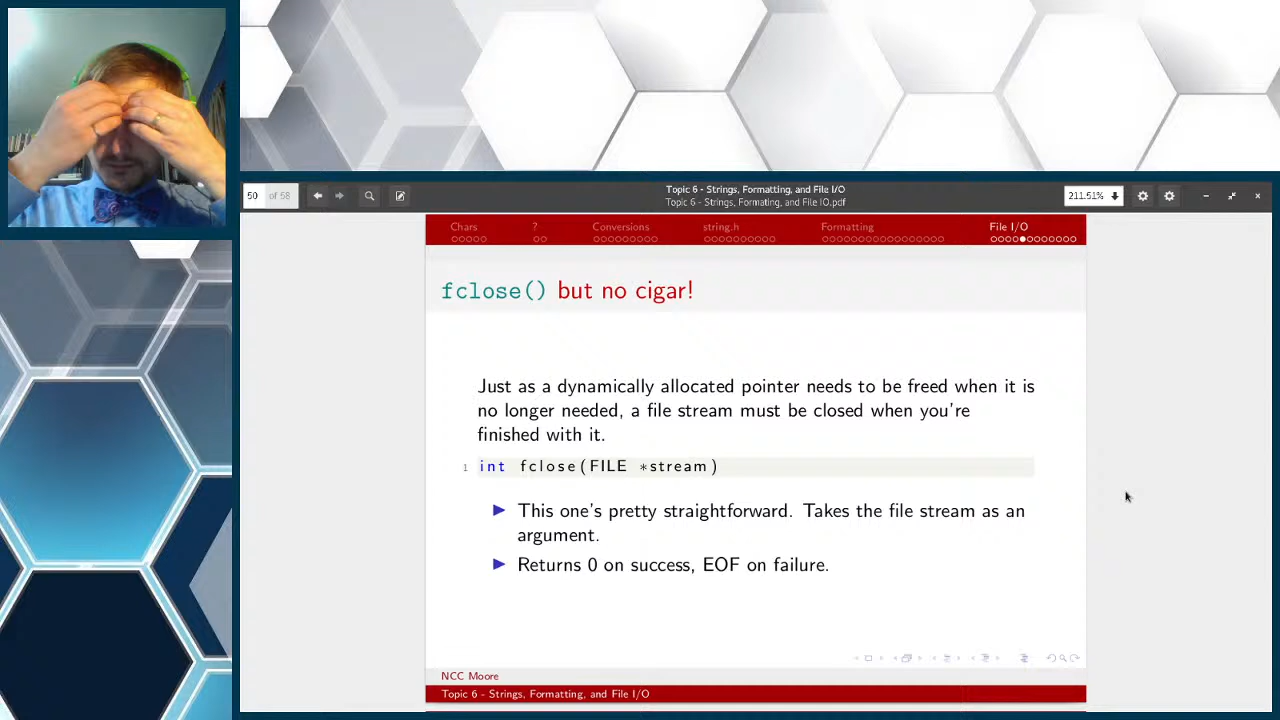 Topic 6 - Strings, Formatting, and File I/O
50 of 58
Topic 6 - Strings, Formating, and File IO.pdf
211.51%
Chars ? Conversions string.h Formatting File I/O
fclose() but no cigar!
Just as a dynamically allocated pointer needs to be freed when it is
no longer needed, a file stream must be closed when you're
finished with it.
1 int fclose(FILE *stream)
This one's pretty straightforward. Takes the file stream as an
argument.
Returns 0 on success, EOF on failure.
NCC Moore
Topic 6 - Strings, Formatting, and File I/O